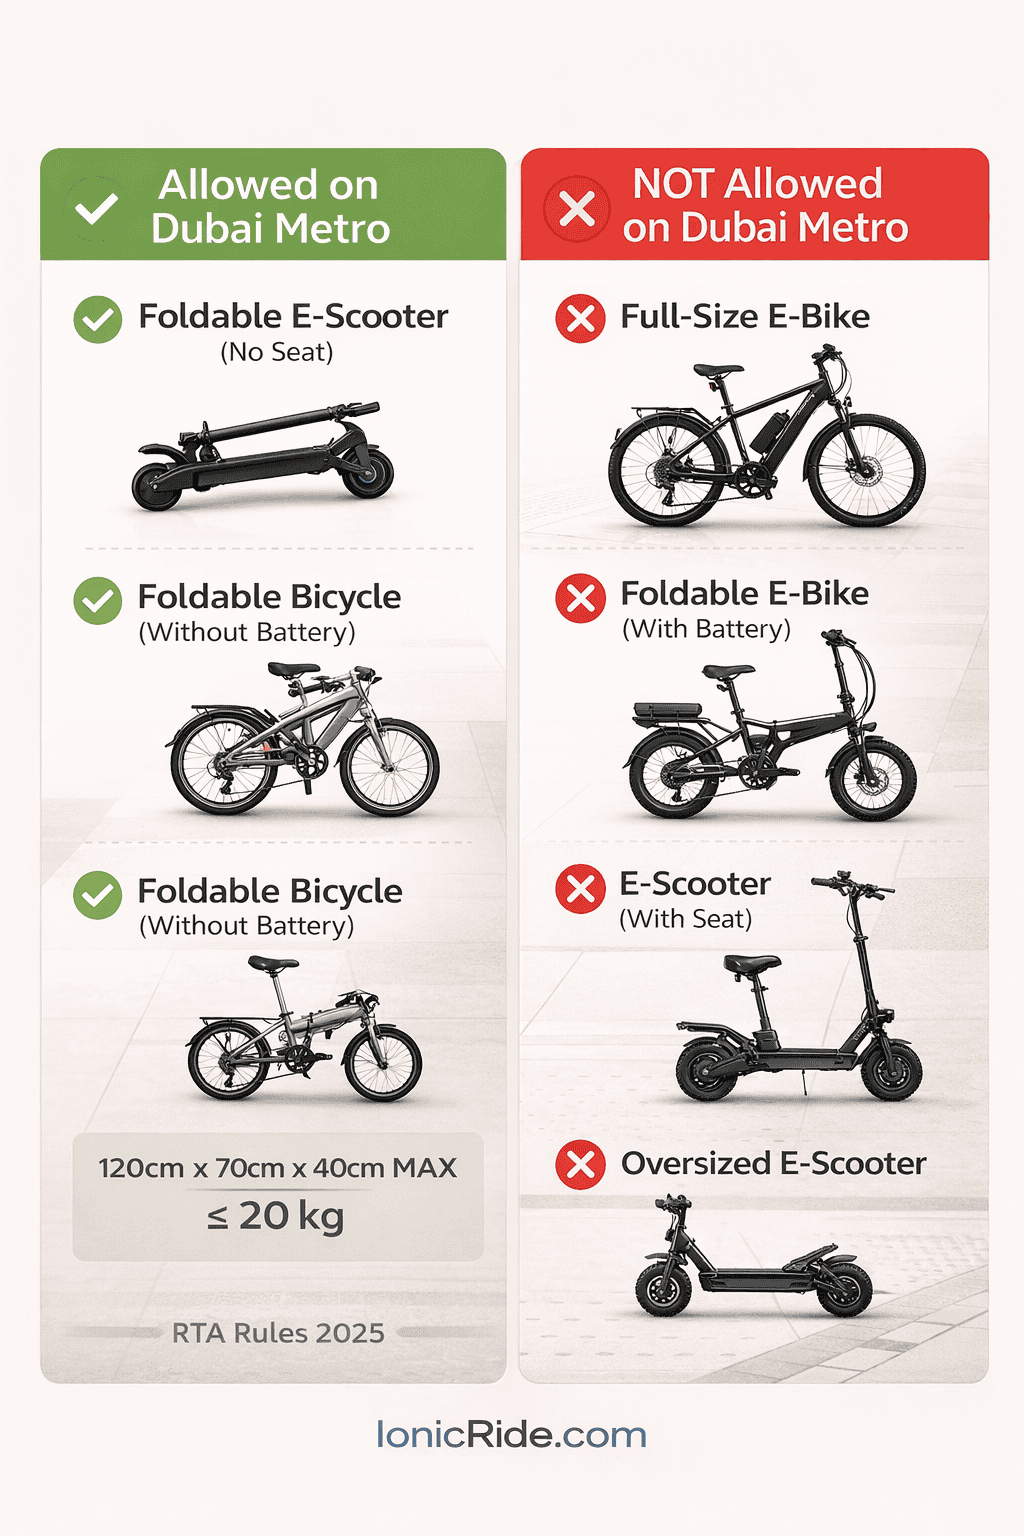 Allowed on
Dubai Metro
Foldable E-Scooter
(No Seat)
Foldable Bicycle
(Without Battery)
Foldable Bicycle
(Without Battery)
120cm x 70cm x 40cm MAX
≤ 20 kg
RTA Rules 2025
NOT Allowed
on Dubai Metro
Full-Size E-Bike
Foldable E-Bike
(With Battery)
E-Scooter
(With Seat)
Oversized E-Scooter
IonicRide.com